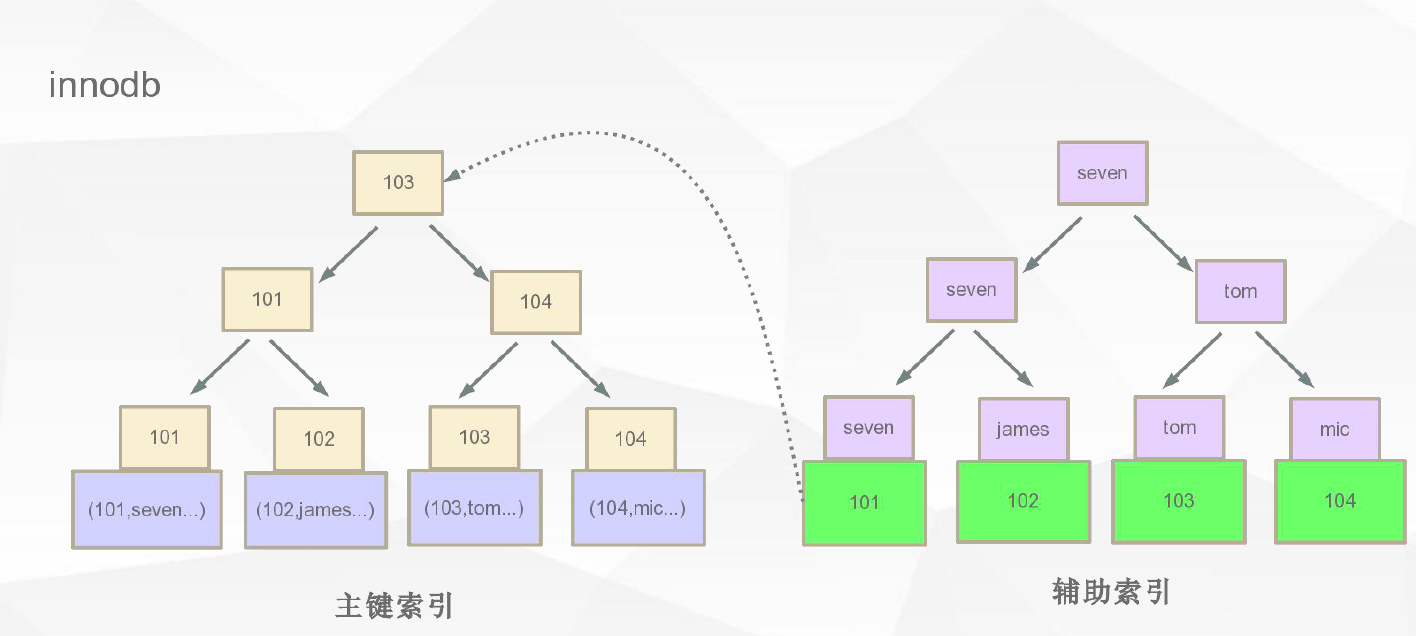 innodb
103
101
104
101
102
103
104
(101,seven...)
(102,james...)
(103,tom...)
(104,mic...)
主键索引
seven
seven
tom
seven
james
tom
mic
101
102
103
104
辅助索引